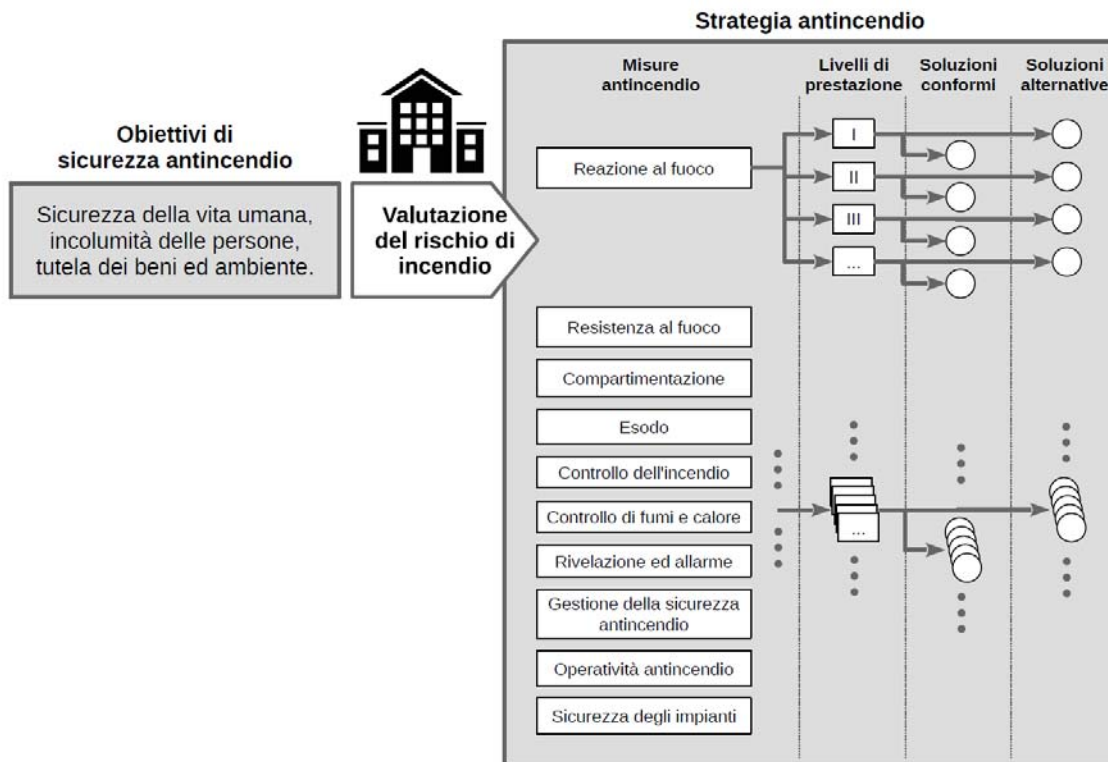 Strategia antincendio
Obiettivi di
sicurezza antincendio
Sicurezza della vita umana,
incolumità delle persone,
tutela dei beni ed ambiente.
Valutazione
del rischio di
incendio
Misure
antincendio
Livelli di
prestazione
Soluzioni
conformi
Soluzioni
alternative
Reazione al fuoco
I
II
III
...
Resistenza al fuoco
Compartimentazione
Esodo
Controllo dell'incendio
Controllo di fumi e calore
...
Rivelazione ed allarme
Gestione della sicurezza
antincendio
Operatività antincendio
Sicurezza degli impianti